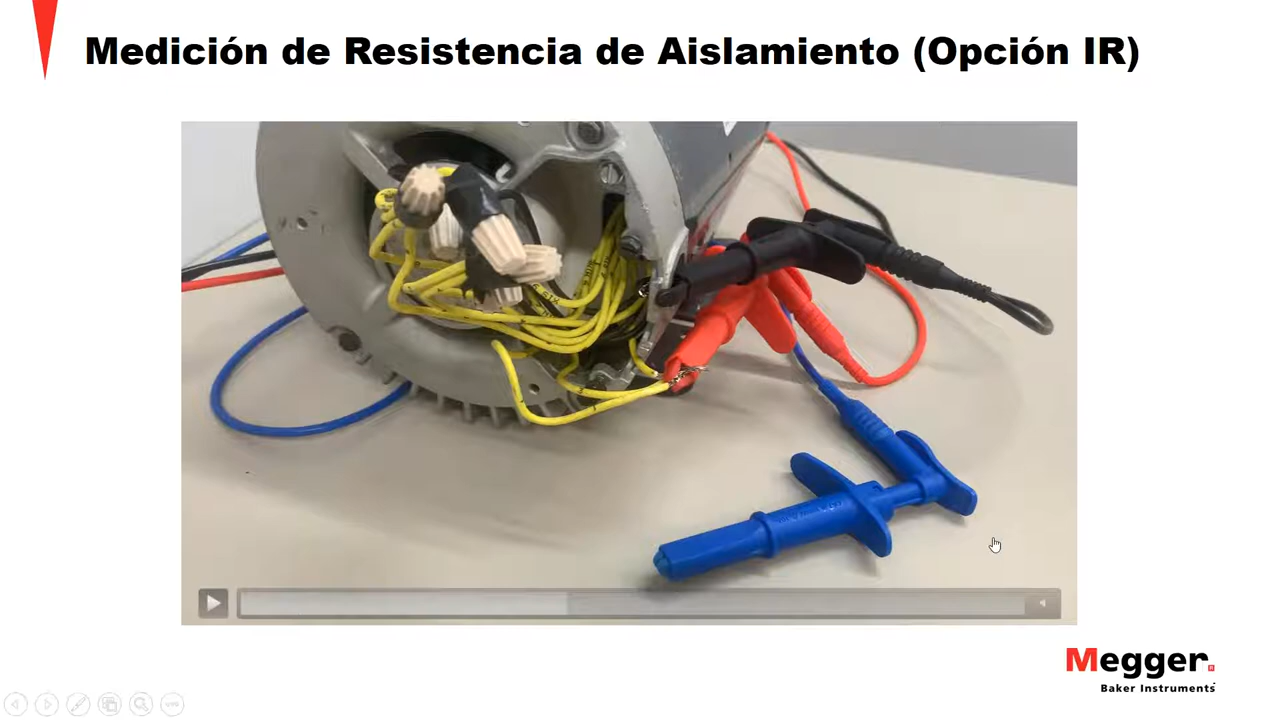 Medición de Resistencia de Aislamiento (Opción IR)
Megger.
Baker Instruments